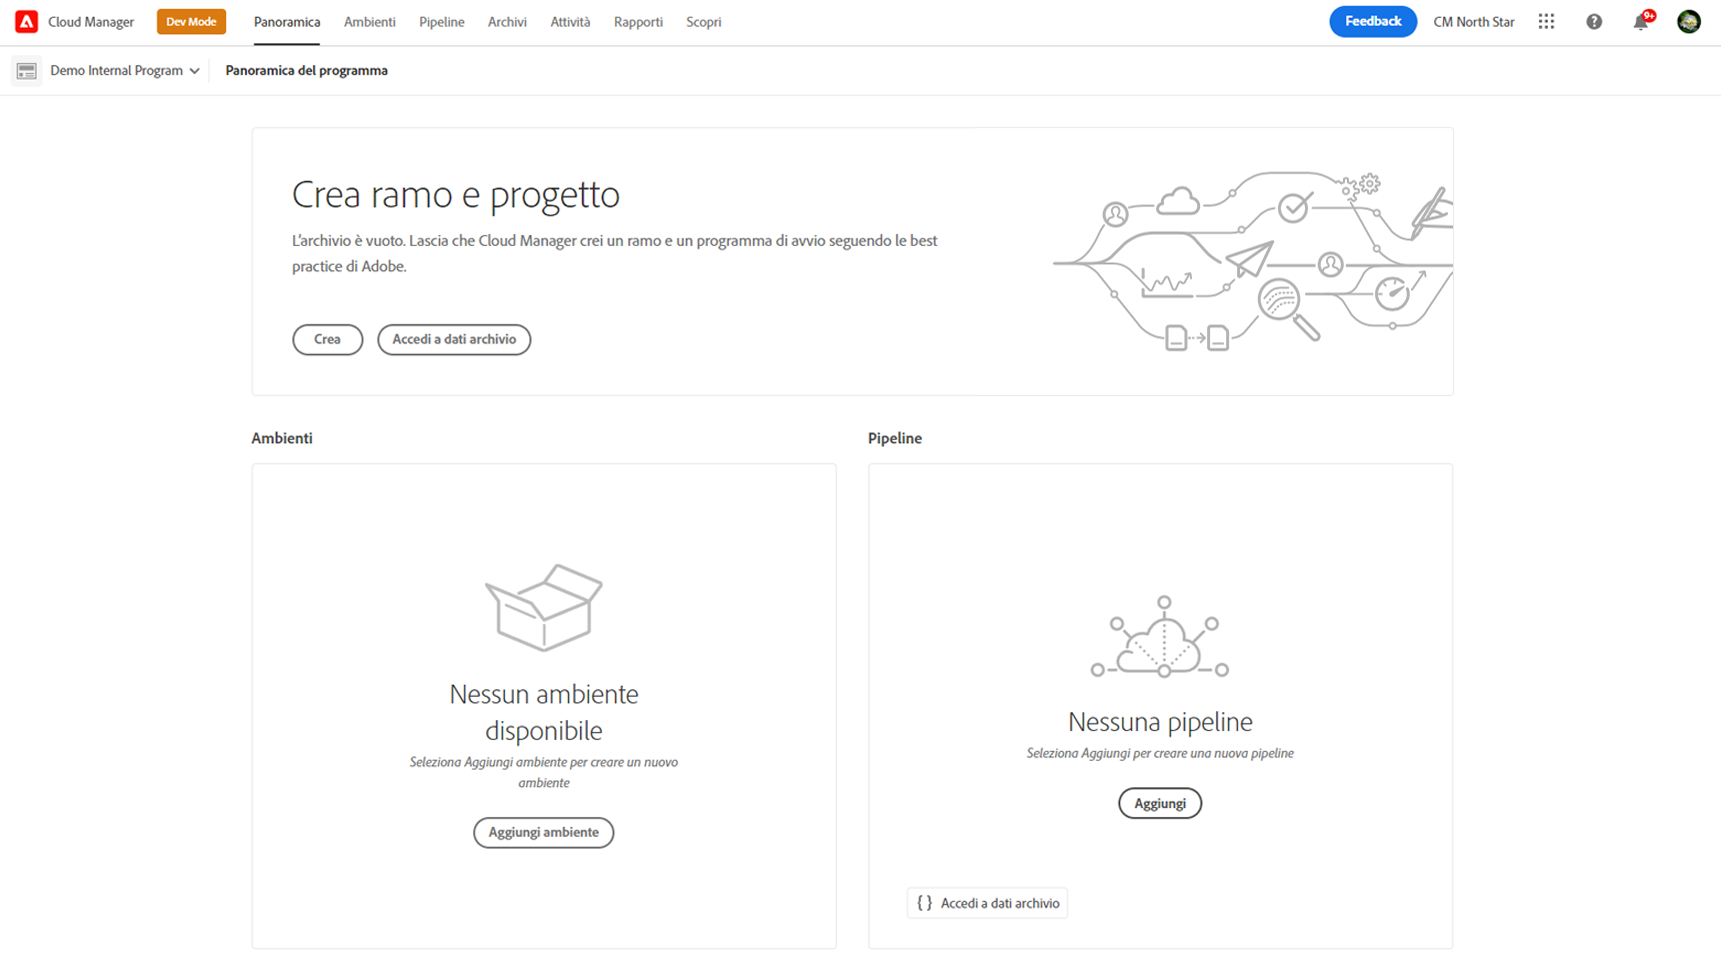 Cloud Manager
Dev Mode
Panoramica
Ambienti
Pipeline
Archivi
Attività
Rapporti
Scopri
Feedback
CM North Star
9+
Demo Internal Program
Panoramica del programma
Crea ramo e progetto
L'archivio è vuoto. Lascia che Cloud Manager crei un ramo e un programma di avvio seguendo le best
practice di Adobe.
Crea
Accedi a dati archivio
Ambienti
Nessun ambiente
disponibile
Seleziona Aggiungi ambiente per creare un nuovo
ambiente
Aggiungi ambiente
Pipeline
Nessuna pipeline
Seleziona Aggiungi per creare una nuova pipeline
Aggiungi
{ } Accedi a dati archivio